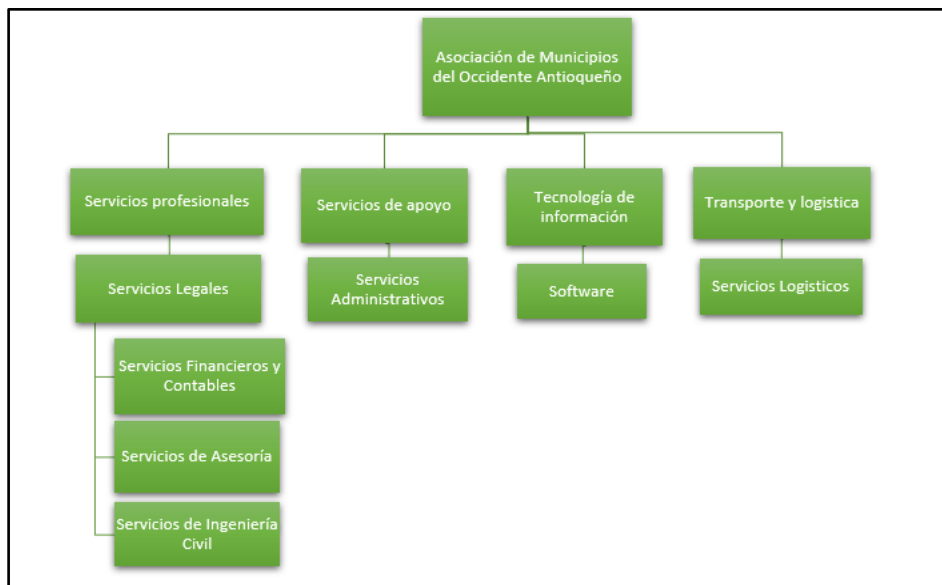 Asociación de Municipios
del Occidente Antioqueño
Servicios profesionales
Servicios de apoyo
Tecnología de
información
Transporte y logistica
Servicios Legales
Servicios
Administrativos
Software
Servicios Logisticos
Servicios Financieros y
Contables
Servicios de Asesoría
Servicios de Ingeniería
Civil